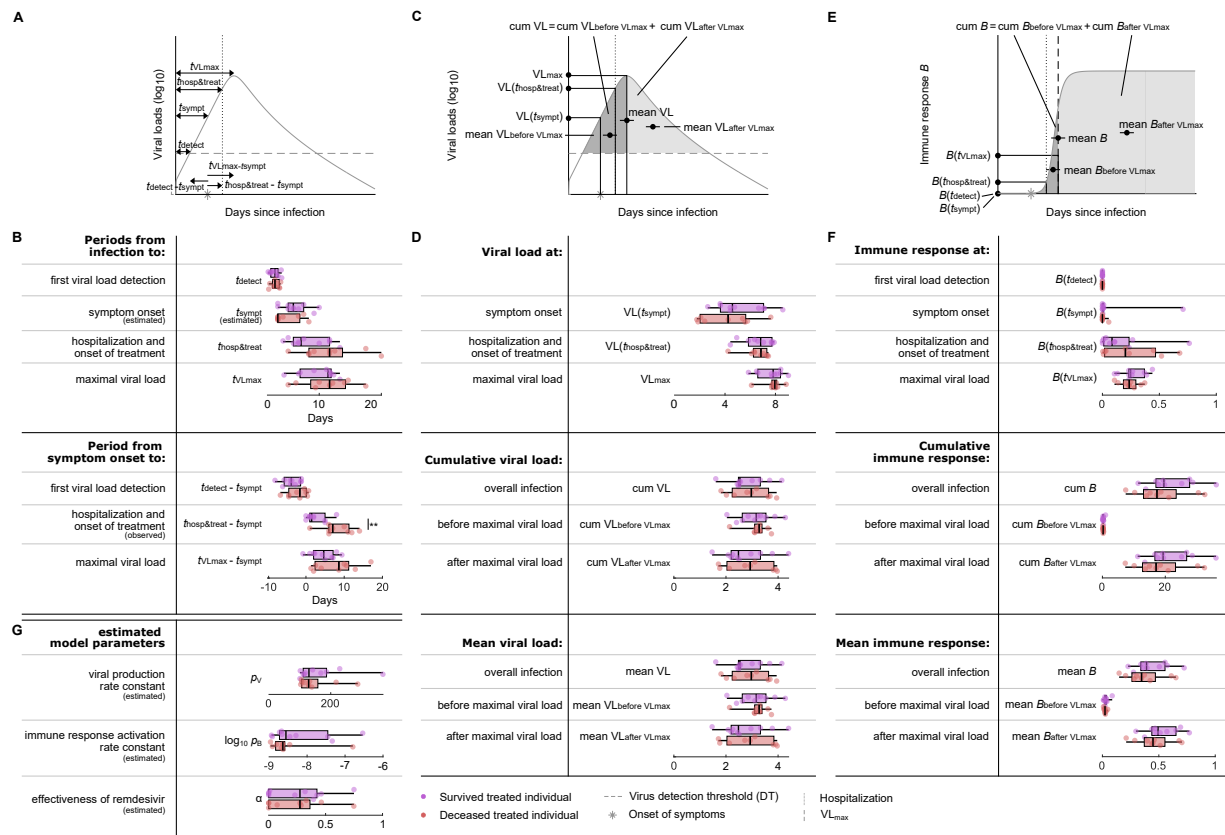 A
Viral loads (log10)
tVLmax
thosp&treat
tsympt
tdetect
tVLmax-tsympt
tdetect-tsympt
thosp&treat - tsympt
Days since infection
C
cum VL = cum VLbefore VLmax + cum VLafter VLmax
Viral loads (log10)
VLmax
VL(thosp&treat)
VL(tsympt)
mean VL
mean VLbefore VLmax
mean VLafter VLmax
Days since infection
E
cum B = cum Bbefore VLmax + cum Bafter VLmax
Immune response B
mean Bafter VLmax
mean B
B(tVLmax)
mean Bbefore VLmax
B(thosp&treat)
B(tdetect)
B(tsympt)
Days since infection
B
Periods from
infection to:
first viral load detection
tdetect
symptom onset
(estimated)
tsympt
(estimated)
hospitalization and
onset of treatment
thosp&treat
maximal viral load
tVLmax
0 10 20
Days
Period from
symptom onset to:
first viral load detection
tdetect - tsympt
hospitalization and
onset of treatment
(observed)
thosp&treat - tsympt
**
maximal viral load
tVLmax - tsympt
-10 0 10 20
Days
D
Viral load at:
symptom onset
VL(tsympt)
hospitalization and
onset of treatment
VL(thosp&treat)
maximal viral load
VLmax
0 4 8
Cumulative viral load:
overall infection
cum VL
before maximal viral load
cum VLbefore VLmax
after maximal viral load
cum VLafter VLmax
0 2 4
Mean viral load:
overall infection
mean VL
before maximal viral load
mean VLbefore VLmax
after maximal viral load
mean VLafter VLmax
0 2 4
F
Immune response at:
first viral load detection
B(tdetect)
symptom onset
B(tsympt)
hospitalization and
onset of treatment
B(thosp&treat)
maximal viral load
B(tVLmax)
0 0.5 1
Cumulative
immune response:
overall infection
cum B
before maximal viral load
cum Bbefore VLmax
after maximal viral load
cum Bafter VLmax
0 20
Mean immune response:
overall infection
mean B
before maximal viral load
mean Bbefore VLmax
after maximal viral load
mean Bafter VLmax
0 0.5 1
G
estimated
model parameters
viral production
rate constant
(estimated)
pV
0 200
immune response activation
rate constant
(estimated)
log10 pB
-9 -8 -7 -6
effectiveness of remdesivir
(estimated)
α
0 0.5 1
Survived treated individual
Deceased treated individual
Virus detection threshold (DT)
Onset of symptoms
Hospitalization
VLmax